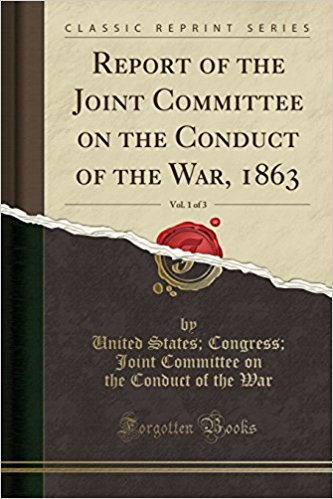 CLASSIC REPRINT SERIES
REPORT OF THE
JOINT COMMITTEE
ON THE CONDUCT
OF THE WAR, 1863
Vol. 1 of 3
by
United States; Congress;
Joint Committee on
the Conduct of the War
Forgotten Books